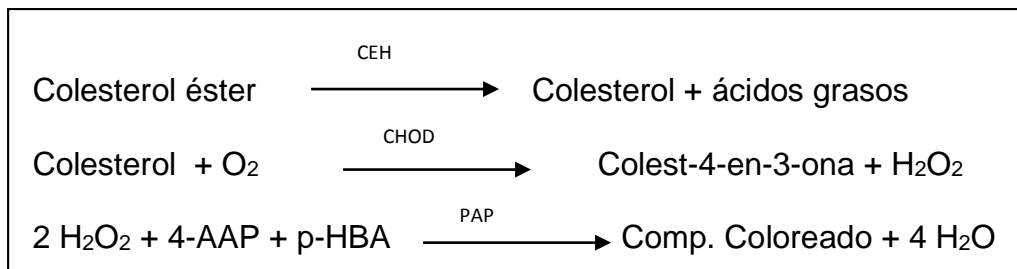 CEH
Colesterol éster Colesterol + ácidos grasos
CHOD
Colesterol + O2 Colest-4-en-3-ona + H2O2
PAP
2 H2O2 + 4-AAP + p-HBA Comp. Coloreado + 4 H2O